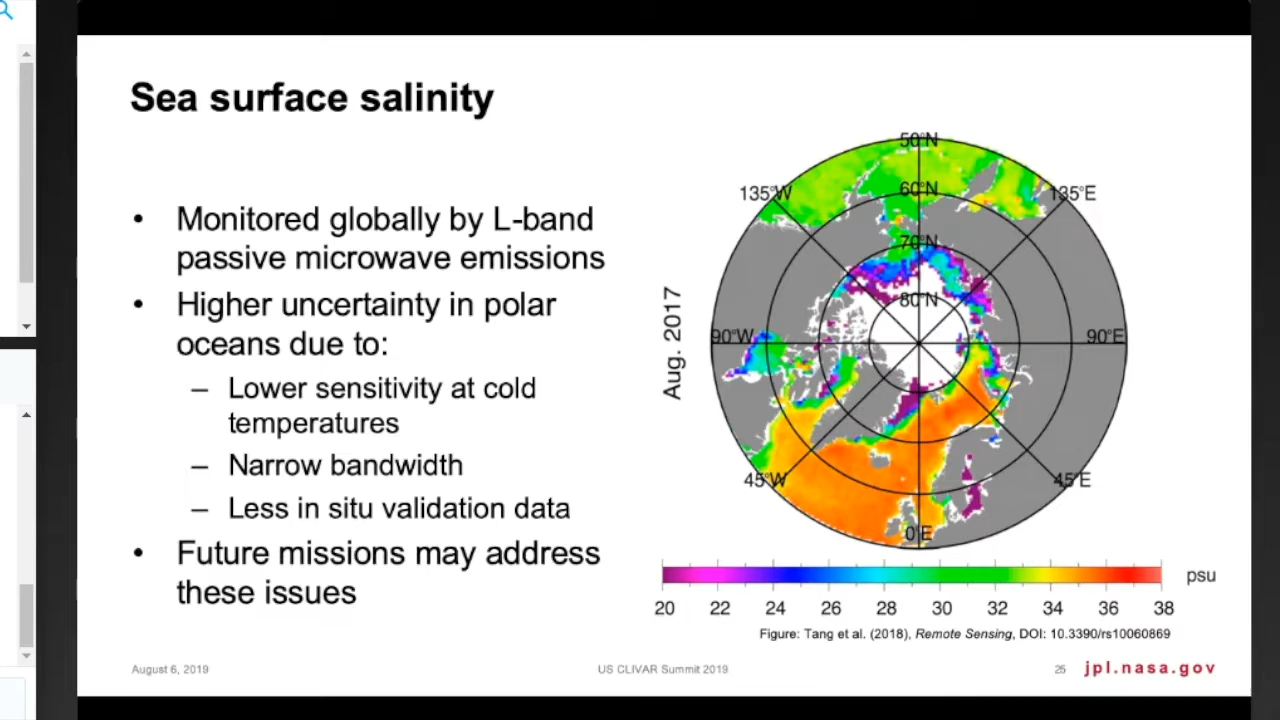 Sea surface salinity
• Monitored globally by L-band
passive microwave emissions
• Higher uncertainty in polar
oceans due to:
– Lower sensitivity at cold
temperatures
– Narrow bandwidth
– Less in situ validation data
• Future missions may address
these issues
Aug. 2017
50°N
135°W 60°N 135°E
70°N
80°N
90°W 90°E
45°W 45°E
0°E
psu
20 22 24 26 28 30 32 34 36 38
Figure: Tang et al. (2018), Remote Sensing, DOI: 10.3390/rs10060869
August 6, 2019 US CLIVAR Summit 2019 25 jpl.nasa.gov